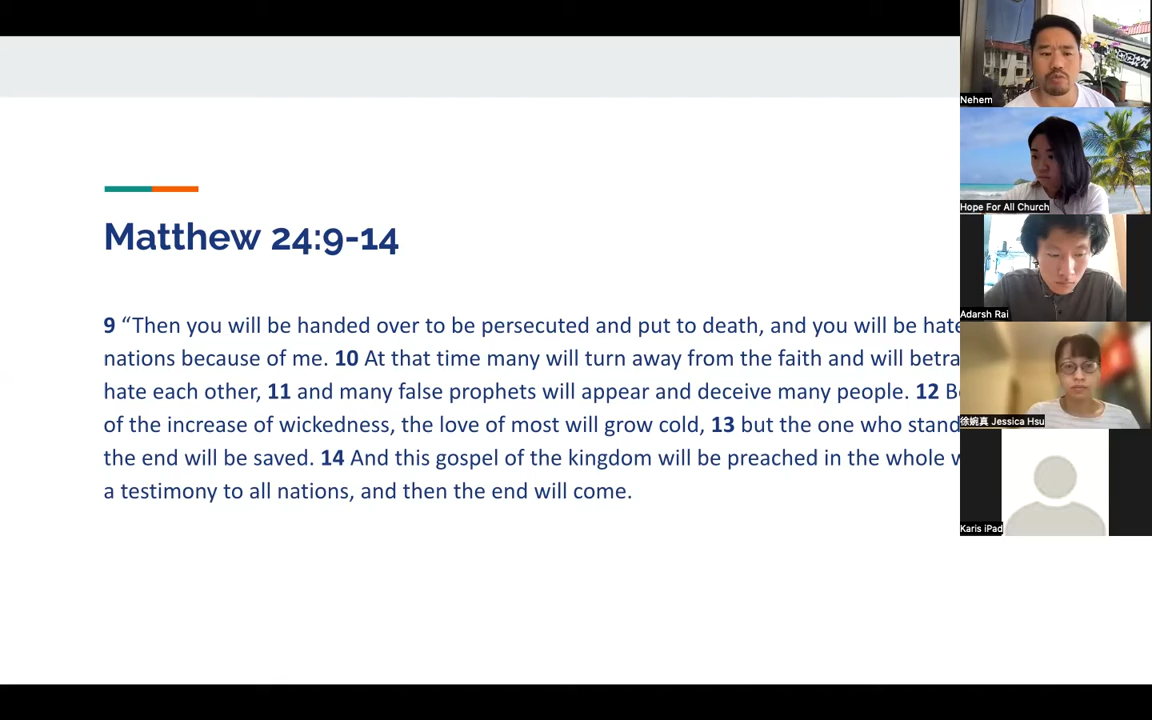 Matthew 24:9-14
9 “Then you will be handed over to be persecuted and put to death, and you will be hate
nations because of me. 10 At that time many will turn away from the faith and will betra
hate each other, 11 and many false prophets will appear and deceive many people. 12 B
of the increase of wickedness, the love of most will grow cold, 13 but the one who stand
the end will be saved. 14 And this gospel of the kingdom will be preached in the whole w
a testimony to all nations, and then the end will come.
Nehem
Hope For All Church
Adarsh Rai
徐婉真 Jessica Hsu
Karis iPad